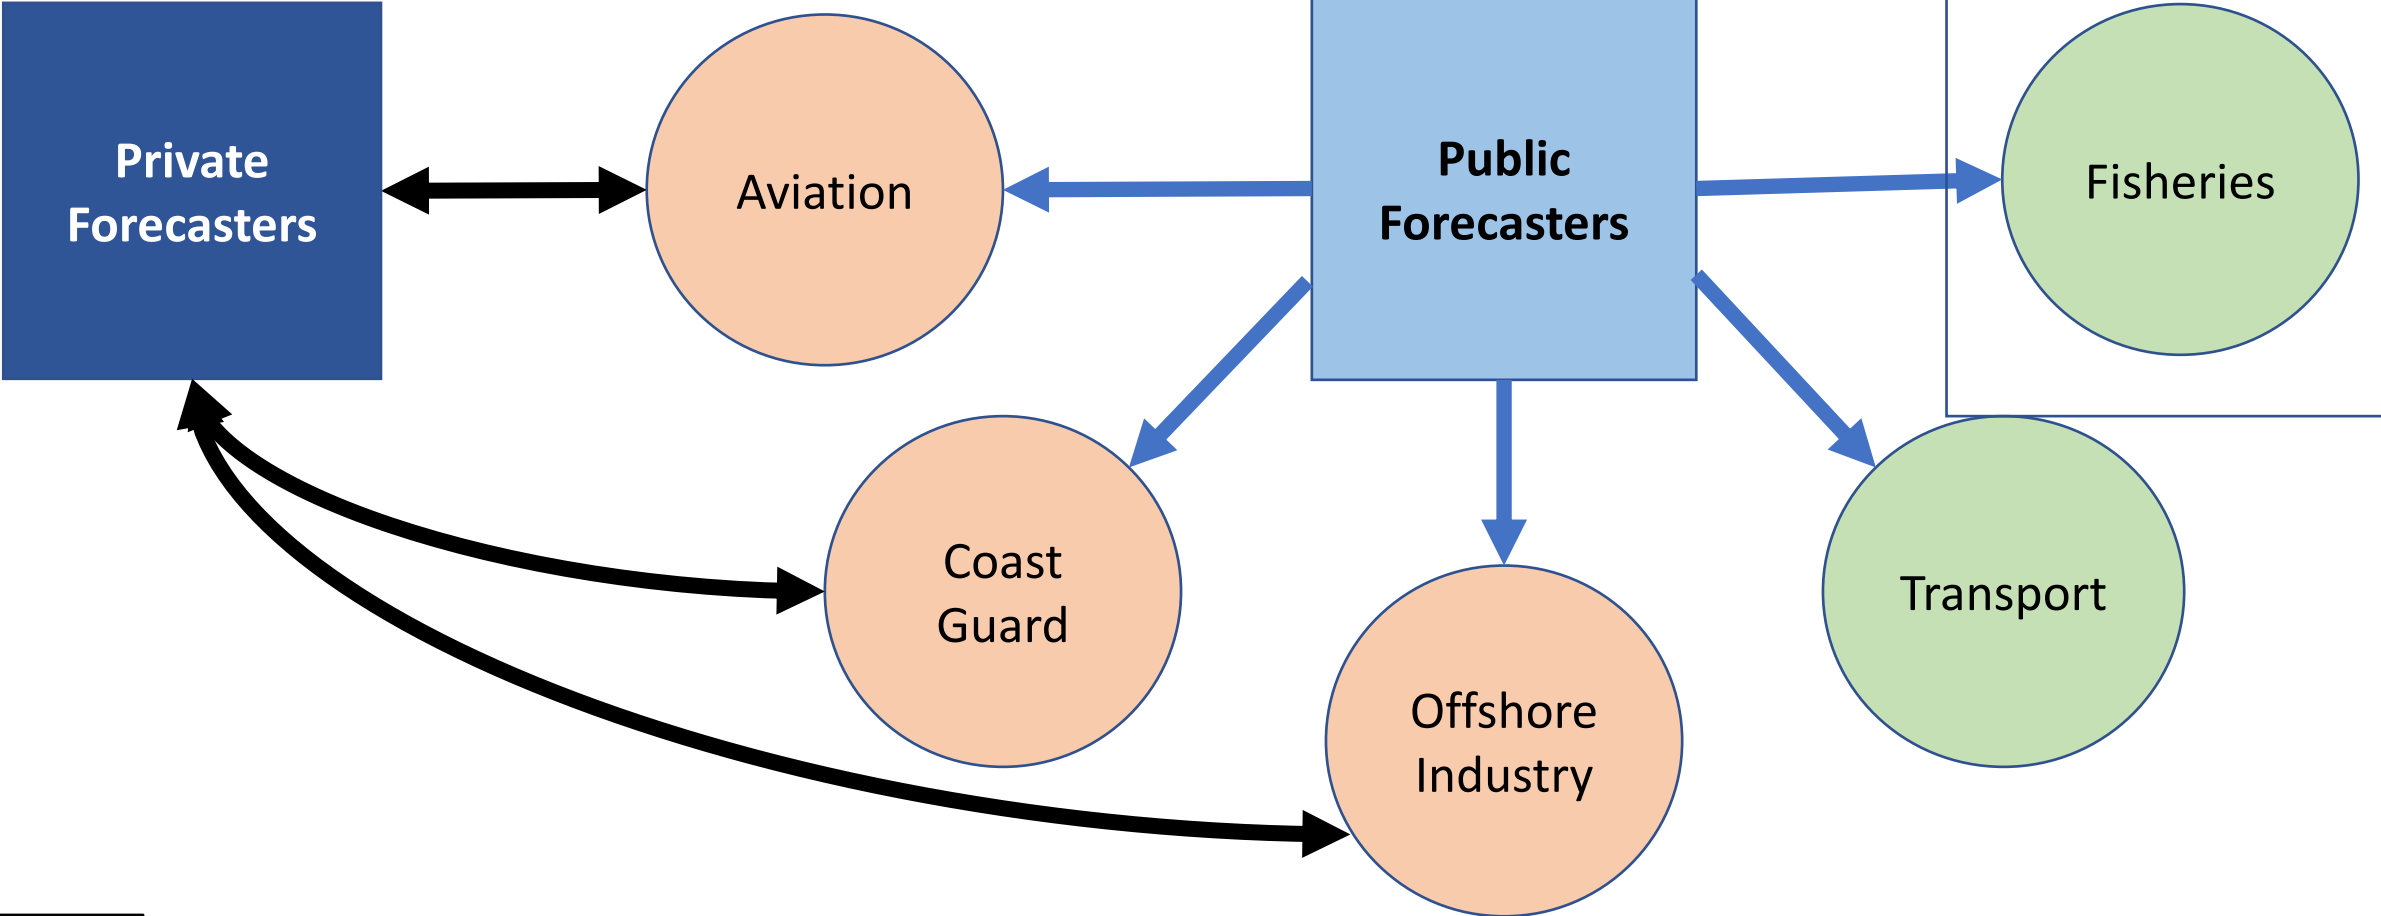 Private
Forecasters
Aviation
Public
Forecasters
Fisheries
Coast
Guard
Offshore
Industry
Transport